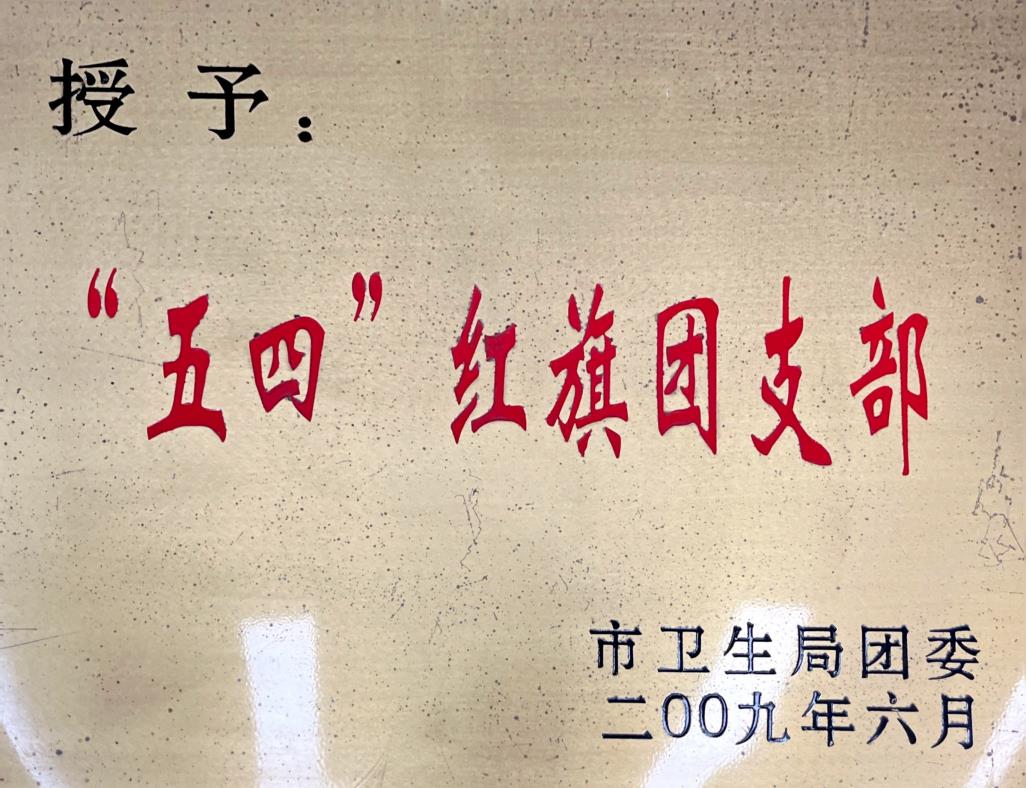 授予：
“五四”红旗团支部
市卫生局团委
二00九年六月